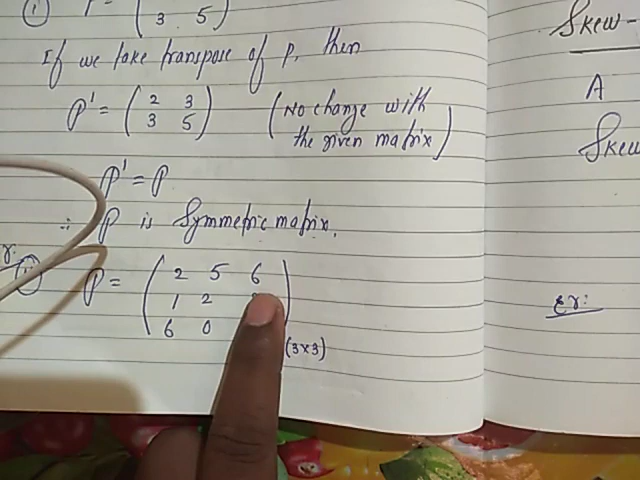 (i) P = 
( 3 5 )
If we take transpose of P, then
P' = ( 2 3 (No change with
3 5 ) the given matrix)
P' = P
∴ P is Symmetric matrix.
(ii) P = ( 2 5 6
1 2
6 0 )
(3×3)
Skew-
A
Skew
Ex: